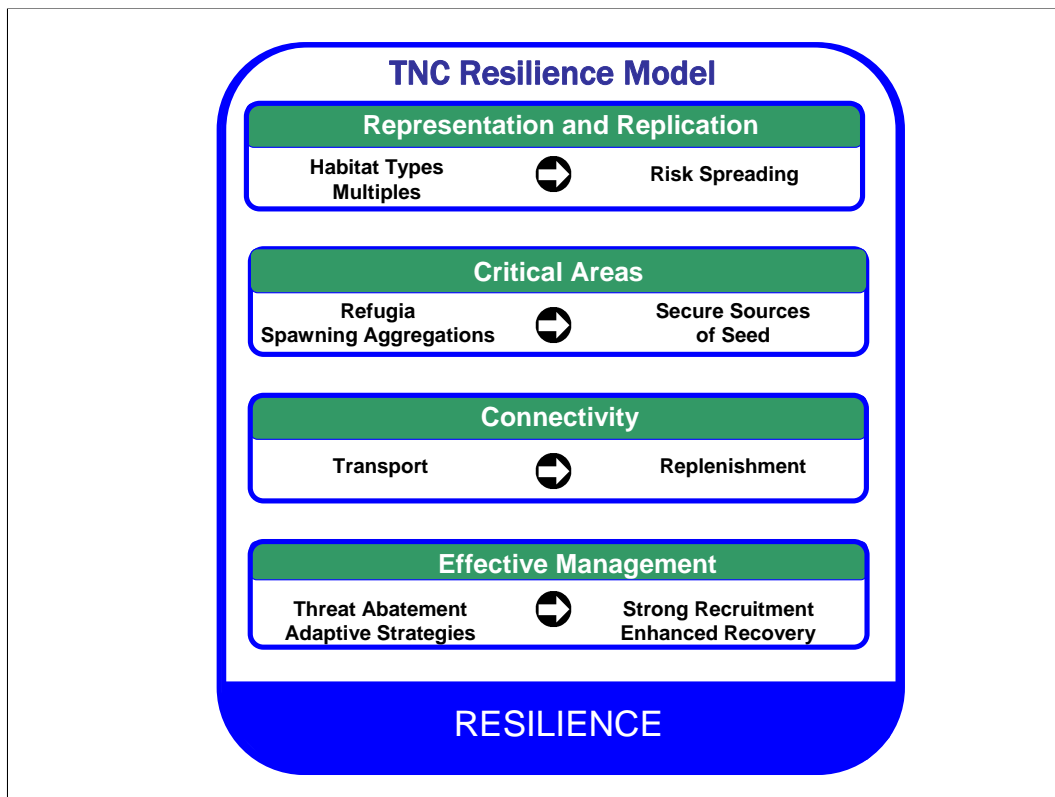 TNC Resilience Model
Representation and Replication
Habitat Types
Multiples
Risk Spreading
Critical Areas
Refugia
Spawning Aggregations
Secure Sources
of Seed
Connectivity
Transport
Replenishment
Effective Management
Threat Abatement
Adaptive Strategies
Strong Recruitment
Enhanced Recovery
RESILIENCE